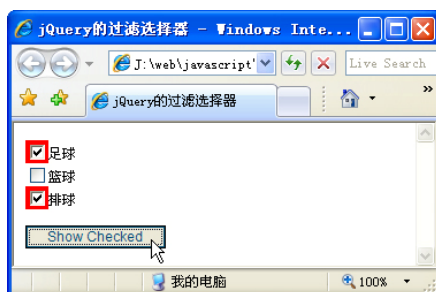 jQuery的过滤选择器 - Windows Inte...
J:\web\javascript'
Live Search
jQuery的过滤选择器
»
足球
篮球
排球
Show Checked
我的电脑
100%